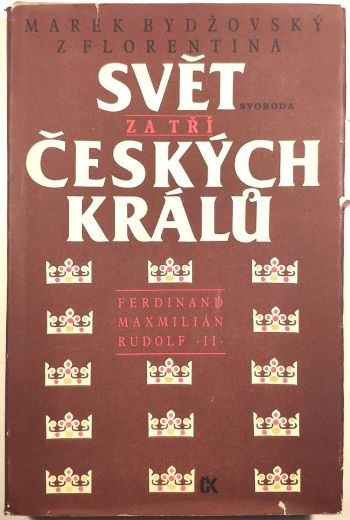 MAREK BYDŽOVSKÝ
Z FLORENTINA
SVĚT
SVOBODA
ZA TŘÍ
ČESKÝCH
KRÁLŮ
FERDINAND
MAXMILIÁN
RUDOLF·II·
ČK